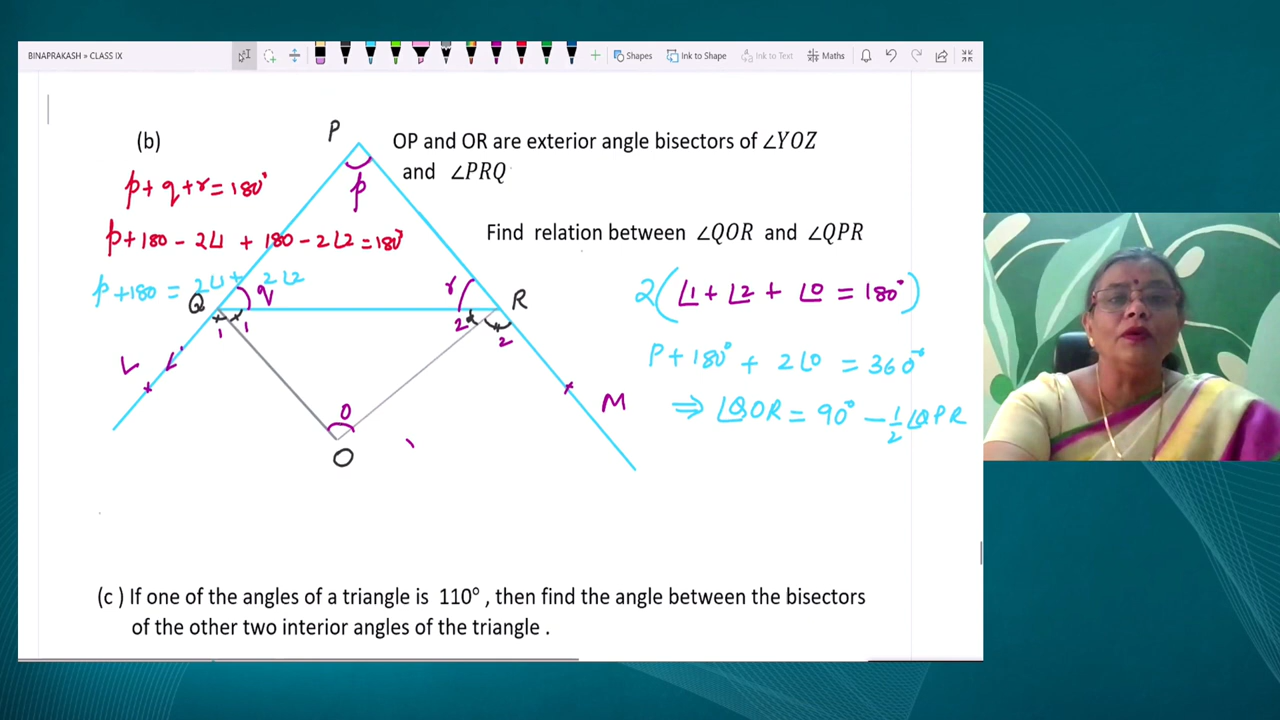 BINAPRAKASH » CLASS IX
Shapes
Ink to Shape
Ink to Text
Maths
(b)
P
OP and OR are exterior angle bisectors of ∠YOZ
and ∠PRQ
p + q + r = 180°
p
Find relation between ∠QOR and ∠QPR
p + 180 - 2∠1 + 180 - 2∠2 = 180°
p + 180 = 2∠1 + 2∠2
2(∠1 + ∠2 + ∠O = 180°)
Q
q
r
R
1
1
2
2
P + 180° + 2∠O = 360°
L
M
⇒ ∠QOR = 90° - 1/2 ∠QPR
O
O
(c ) If one of the angles of a triangle is 110° , then find the angle between the bisectors
of the other two interior angles of the triangle .